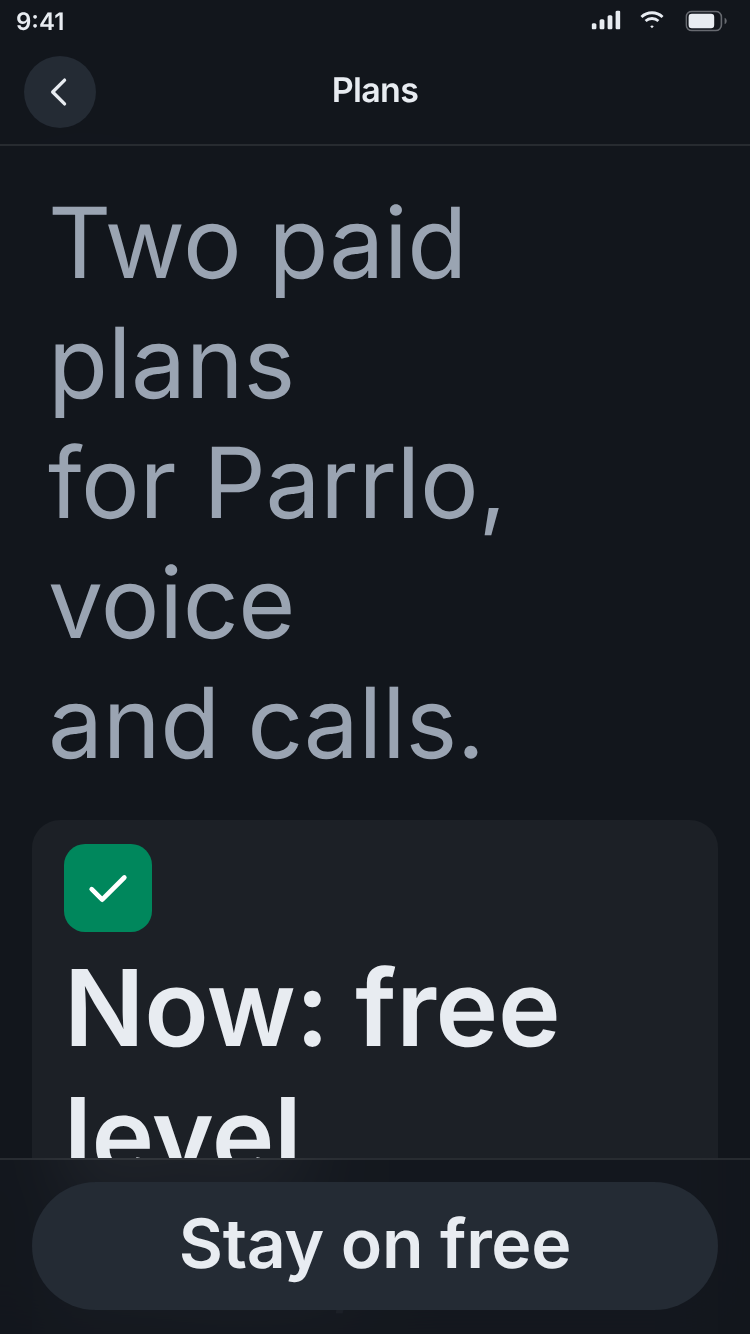 9:41
Plans
Two paid
plans
for Parrlo,
voice
and calls.
Now: free
level
Stay on free